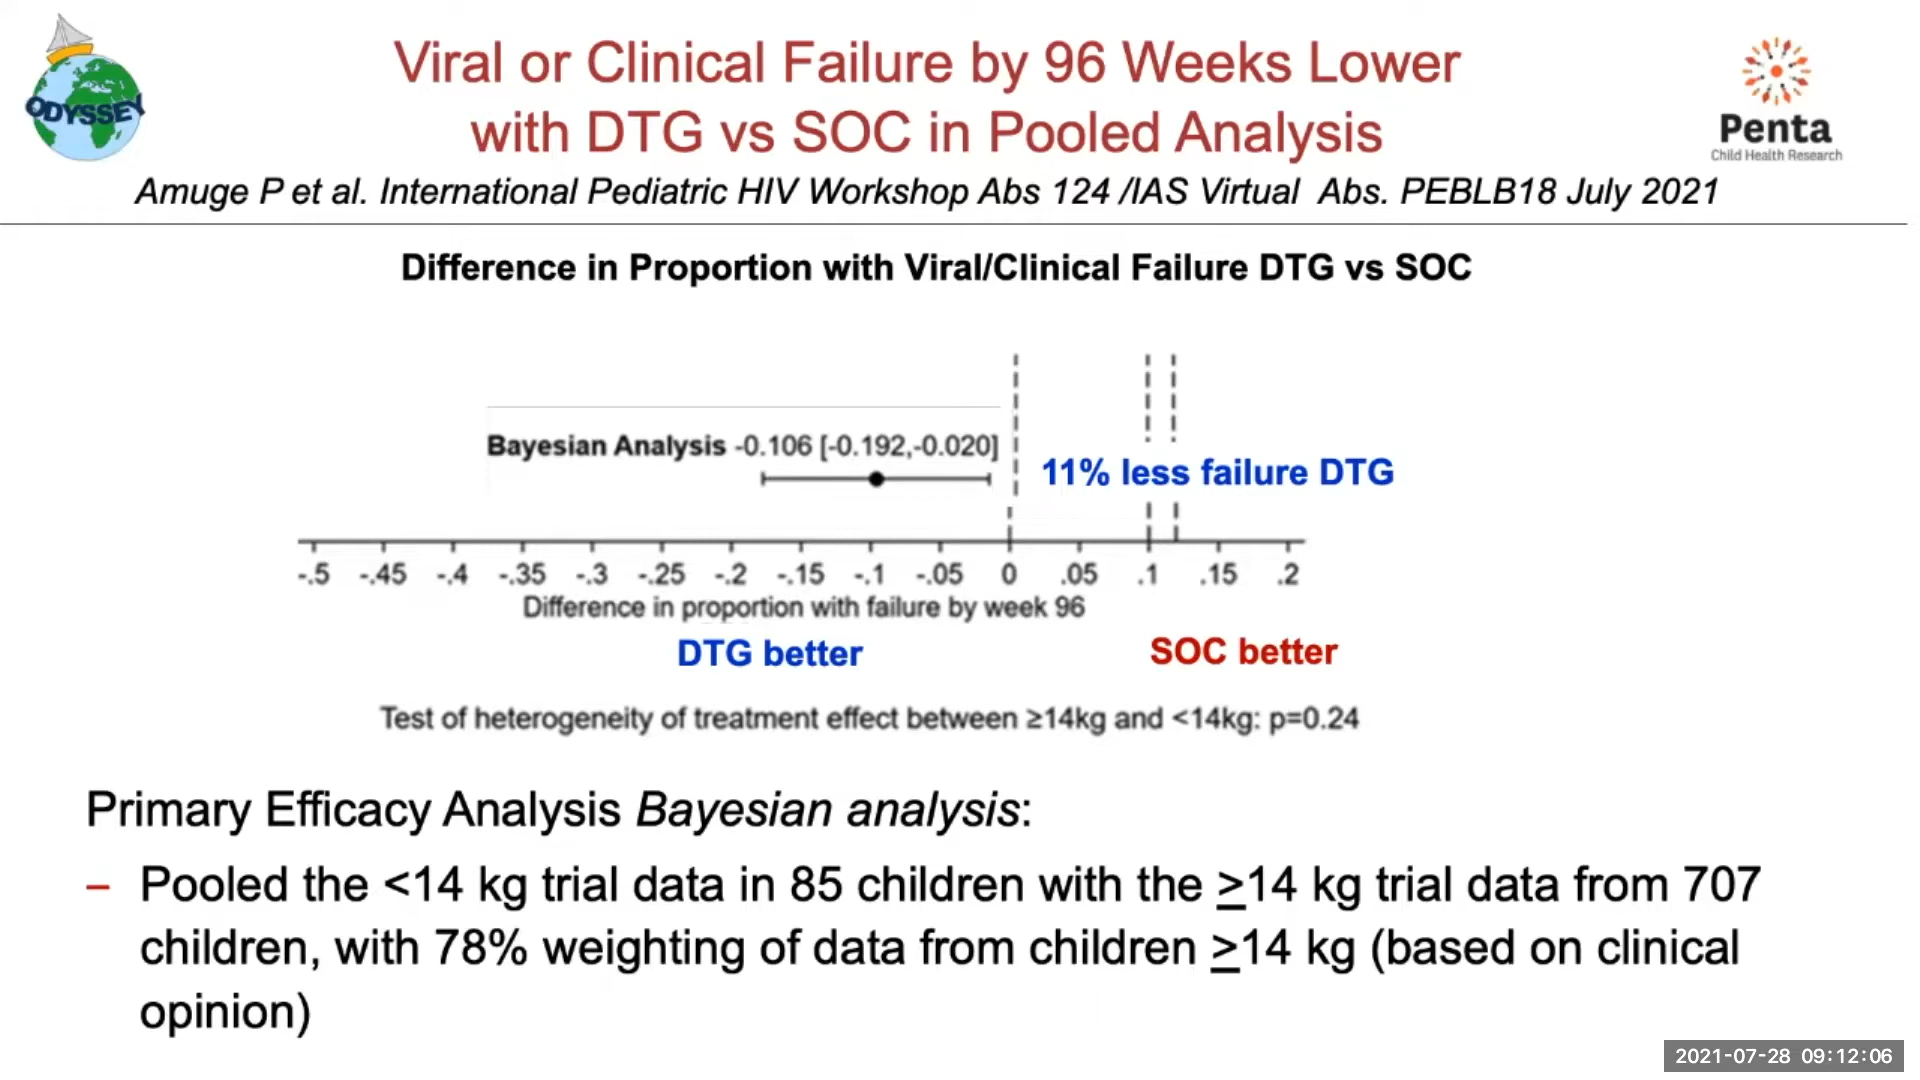 Viral or Clinical Failure by 96 Weeks Lower
with DTG vs SOC in Pooled Analysis
ODYSSEY
Penta
Child Health Research
Amuge P et al. International Pediatric HIV Workshop Abs 124 /IAS Virtual Abs. PEBLB18 July 2021
Difference in Proportion with Viral/Clinical Failure DTG vs SOC
Bayesian Analysis -0.106 [-0.192,-0.020]
11% less failure DTG
-.5 -.45 -.4 -.35 -.3 -.25 -.2 -.15 -.1 -.05 0 .05 .1 .15 .2
Difference in proportion with failure by week 96
DTG better
SOC better
Test of heterogeneity of treatment effect between ≥14kg and <14kg: p=0.24
Primary Efficacy Analysis Bayesian analysis:
– Pooled the <14 kg trial data in 85 children with the ≥14 kg trial data from 707
children, with 78% weighting of data from children ≥14 kg (based on clinical
opinion)
2021-07-28 09:12:06